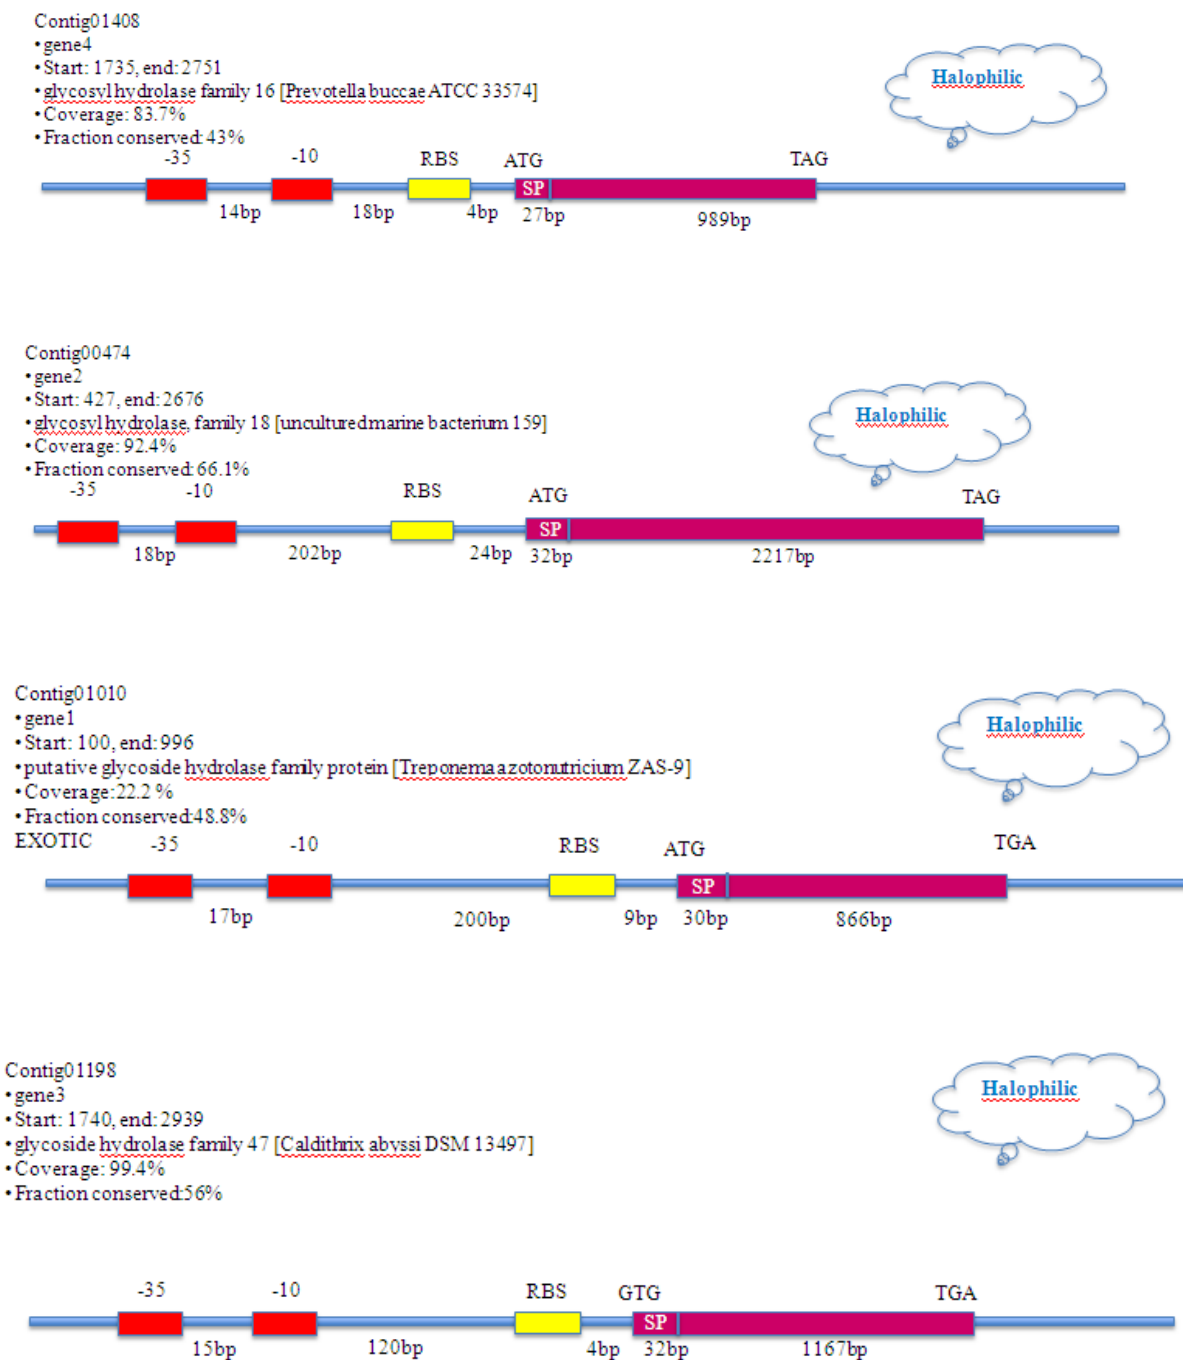 Contig01408
•gene4
•Start: 1735, end: 2751
•glycosyl hydrolase family 16 [Prevotella buccae ATCC 33574]
•Coverage: 83.7%
•Fraction conserved: 43%
Halophilic
-35 -10 RBS ATG TAG
SP
14bp 18bp 4bp 27bp 989bp
Contig00474
•gene2
•Start: 427, end: 2676
•glycosyl hydrolase, family 18 [uncultured marine bacterium 159]
•Coverage: 92.4%
•Fraction conserved: 66.1%
Halophilic
-35 -10 RBS ATG TAG
SP
18bp 202bp 24bp 32bp 2217bp
Contig01010
•gene1
•Start: 100, end: 996
•putative glycoside hydrolase family protein [Treponema azotonutricium ZAS-9]
•Coverage:22.2 %
•Fraction conserved:48.8%
Halophilic
EXOTIC -35 -10 RBS ATG TGA
SP
17bp 200bp 9bp 30bp 866bp
Contig01198
•gene3
•Start: 1740, end: 2939
•glycoside hydrolase family 47 [Caldithrix abyssi DSM 13497]
•Coverage: 99.4%
•Fraction conserved:56%
Halophilic
-35 -10 RBS GTG TGA
SP
15bp 120bp 4bp 32bp 1167bp